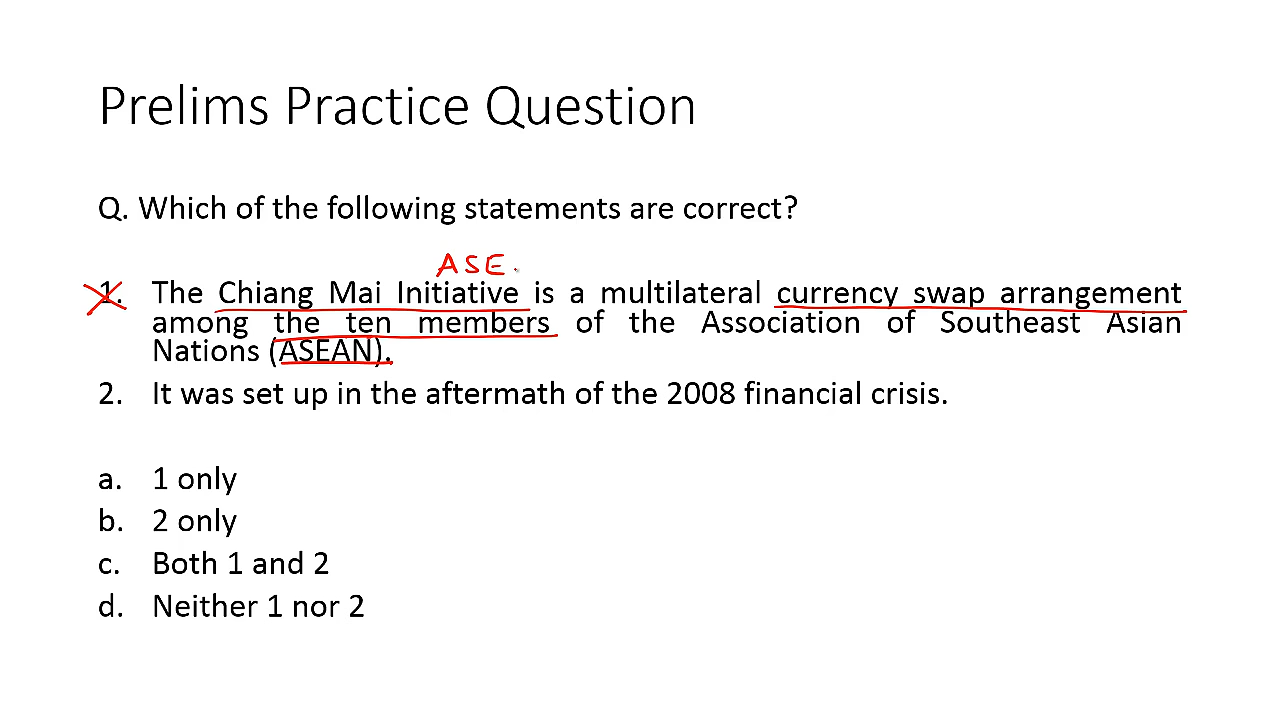 Prelims Practice Question
Q. Which of the following statements are correct?
ASE
1. The Chiang Mai Initiative is a multilateral currency swap arrangement
among the ten members of the Association of Southeast Asian
Nations (ASEAN).
2. It was set up in the aftermath of the 2008 financial crisis.
a. 1 only
b. 2 only
c. Both 1 and 2
d. Neither 1 nor 2